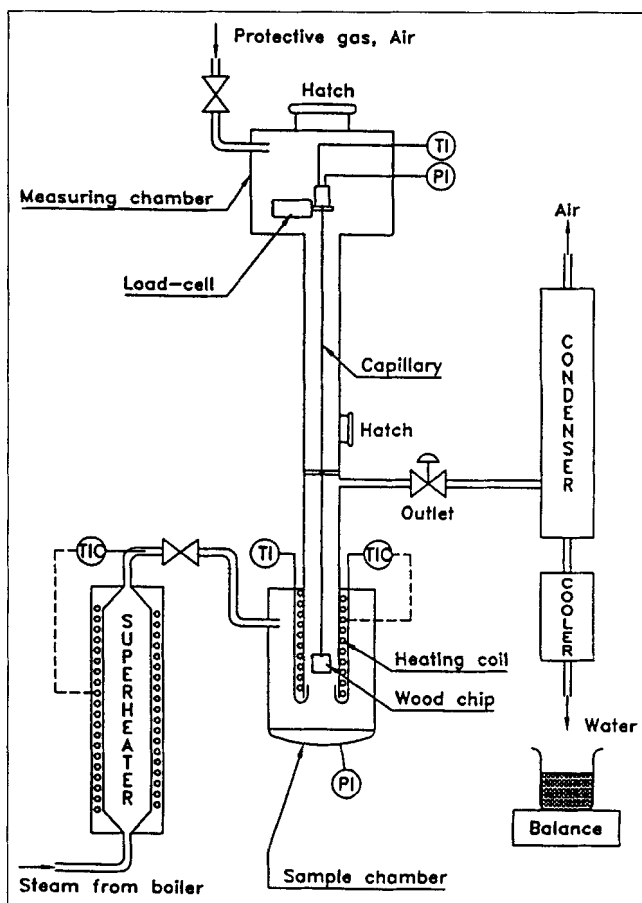 Protective gas, Air
Hatch
TI
PI
Measuring chamber
Load-cell
Air
CONDENSER
Capillary
Hatch
Outlet
TIC
TI
TIC
COOLER
SUPERHEATER
Heating coil
Wood chip
Water
PI
Balance
Sample chamber
Steam from boiler